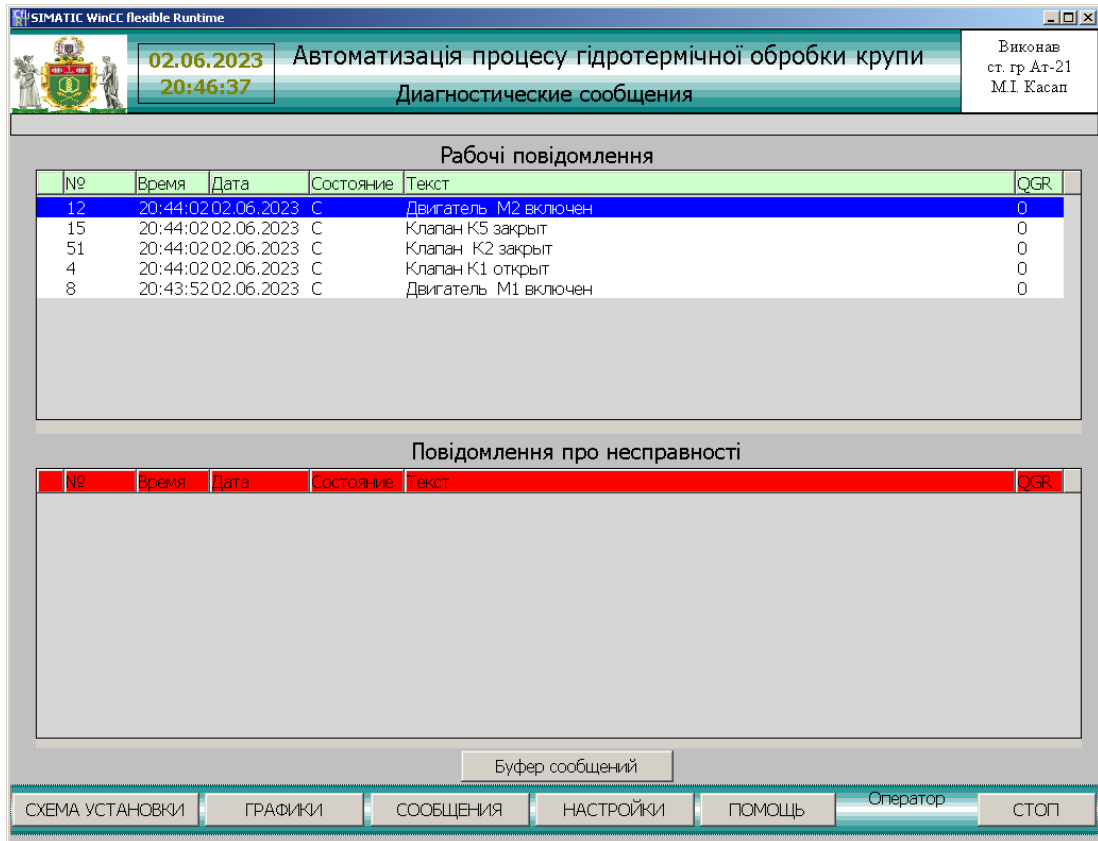 SIMATIC WinCC flexible Runtime
02.06.2023
20:46:37
Автоматизація процесу гідротермічної обробки крупи
Диагностические сообщения
Виконав
ст. гр Ат-21
М.І. Касап
Рабочі повідомлення
№ Время Дата Состояние Текст QGR
12 20:44:02 02.06.2023 C Двигатель М2 включен 0
15 20:44:02 02.06.2023 C Клапан К5 закрыт 0
51 20:44:02 02.06.2023 C Клапан К2 закрыт 0
4 20:44:02 02.06.2023 C Клапан К1 открыт 0
8 20:43:52 02.06.2023 C Двигатель М1 включен 0
Повідомлення про несправності
№ Время Дата Состояние Текст QGR
Буфер сообщений
СХЕМА УСТАНОВКИ ГРАФИКИ СООБЩЕНИЯ НАСТРОЙКИ ПОМОЩЬ Оператор СТОП